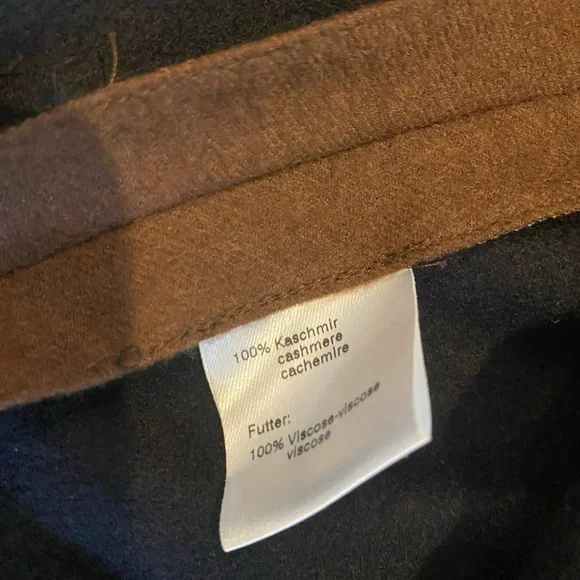 100% Kaschmir
cashmere
cachemire
Futter:
100% Viscose-viscose
viscose